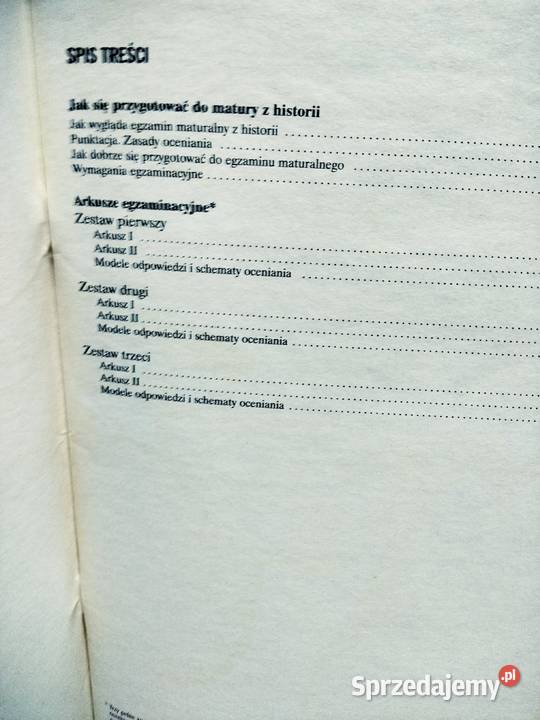 SPIS TREŚCI
Jak się przygotować do matury z historii
Jak wygląda egzamin maturalny z historii
Punktacja. Zasady oceniania
Jak dobrze się przygotować do egzaminu maturalnego
Wymagania egzaminacyjne
Arkusze egzaminacyjne*
Zestaw pierwszy
Arkusz I
Arkusz II
Modele odpowiedzi i schematy oceniania
Zestaw drugi
Arkusz I
Arkusz II
Modele odpowiedzi i schematy oceniania
Zestaw trzeci
Arkusz I
Arkusz II
Modele odpowiedzi i schematy oceniania
Sprzedajemy.pl